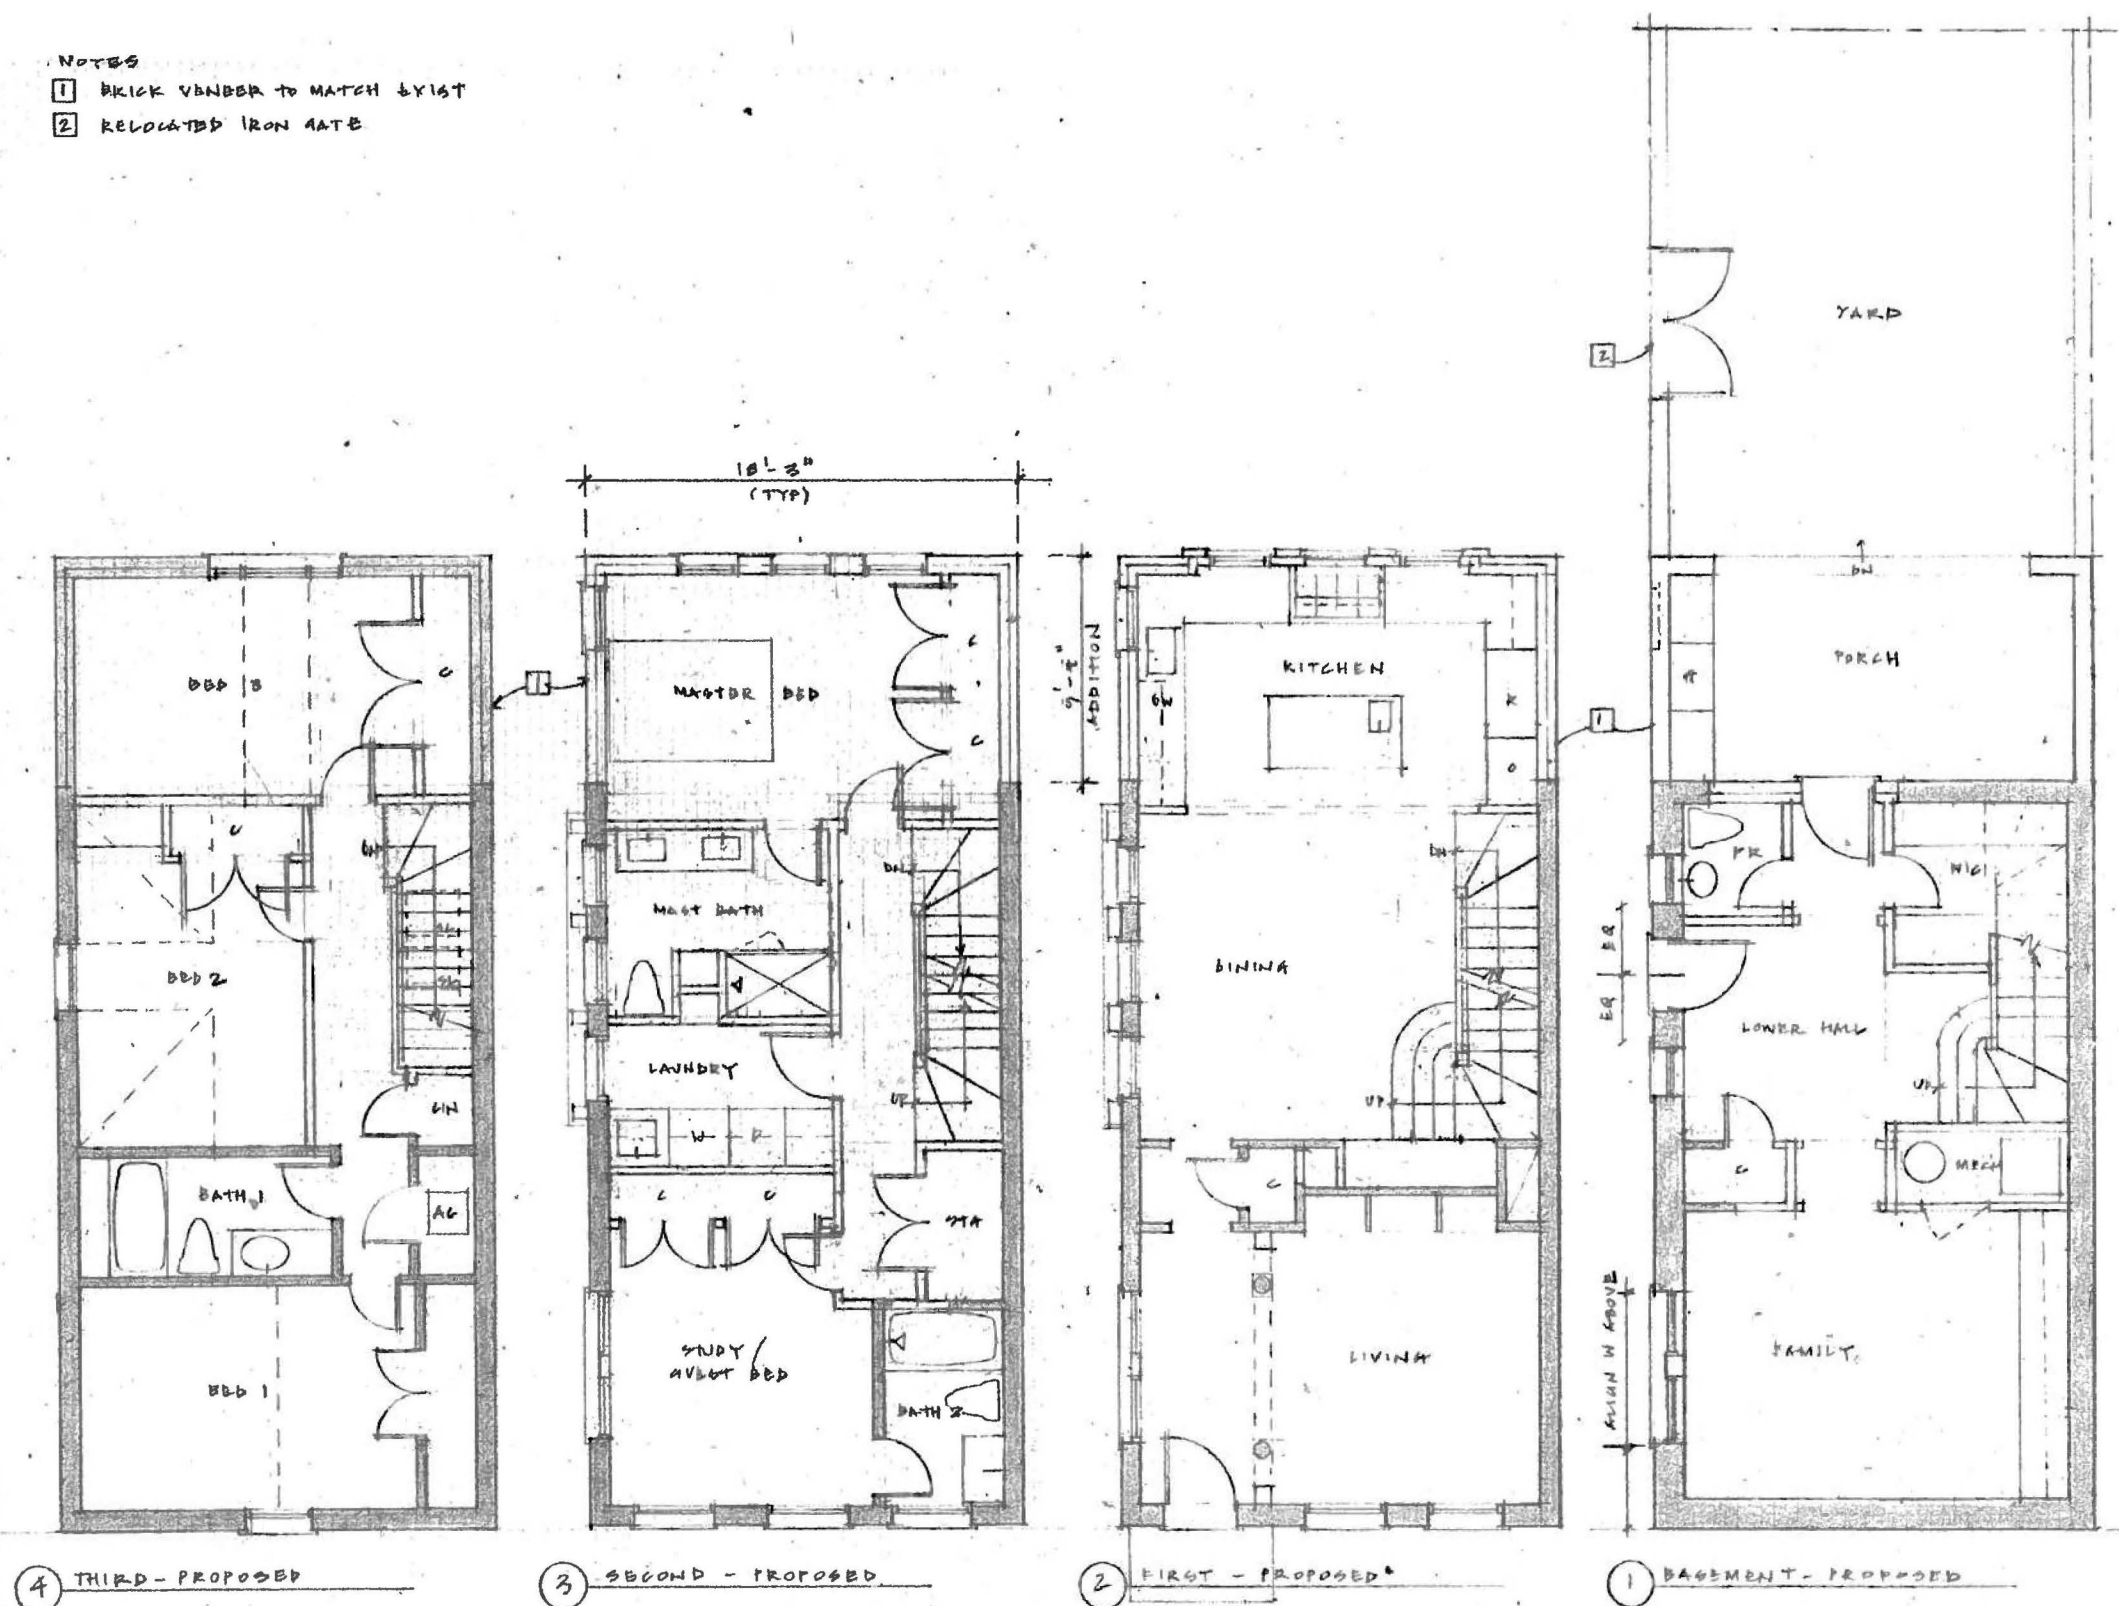 NOTES
1 BRICK VENEER TO MATCH EXIST
2 RELOCATED IRON GATE
18'-3"
(TYP)
BED 3
C
C
DN
BED 2
LIN
BATH 1
AC
BED 1
4 THIRD - PROPOSED
1
MASTER BED
C
C
MAST BATH
DN
LAUNDRY
UP
W
D
C
C
STA
STUDY /
GUEST BED
BATH 2
3 SECOND - PROPOSED
ADDITION
KITCHEN
DW
R
O
DN
DINING
UP
C
LIVING
2 FIRST - PROPOSED
1
2
YARD
DN
PORCH
PR
WIC
EQ EQ
LOWER HALL
UP
C
MECH
ALIGN W ABOVE
FAMILY
1 BASEMENT - PROPOSED